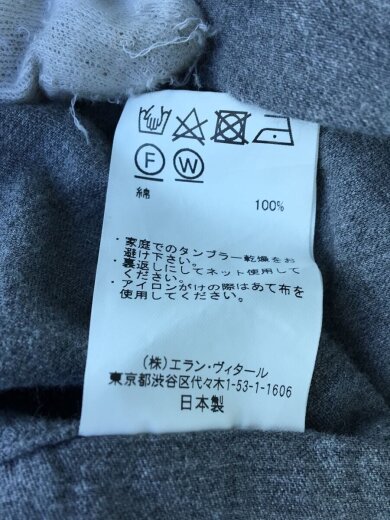 F W
綿 100%
・家庭でのタンブラー乾燥をお
避け下さい。
・裏返しにしてネット使用して
ください。
・アイロンがけの際はあて布を
使用してください。
(株)エラン・ヴィタール
東京都渋谷区代々木1-53-1-1606
日本製